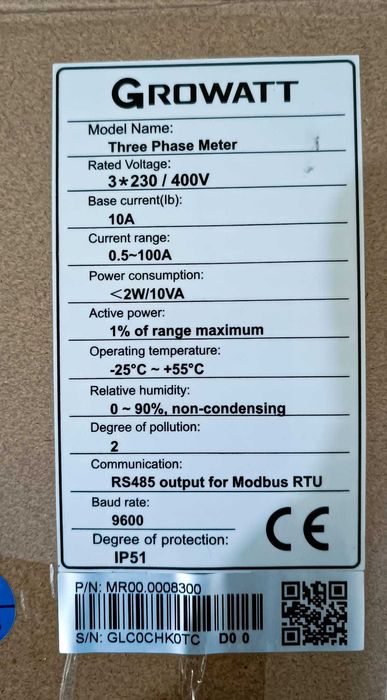 GROWATT
Model Name:
Three Phase Meter
Rated Voltage:
3*230 / 400V
Base current(Ib):
10A
Current range:
0.5~100A
Power consumption:
<2W/10VA
Active power:
1% of range maximum
Operating temperature:
-25°C ~ +55°C
Relative humidity:
0 ~ 90%, non-condensing
Degree of pollution:
2
Communication:
RS485 output for Modbus RTU
Baud rate:
9600
CE
Degree of protection:
IP51
P/N: MR00.0008300
S/N: GLC0CHK0TC D0 0